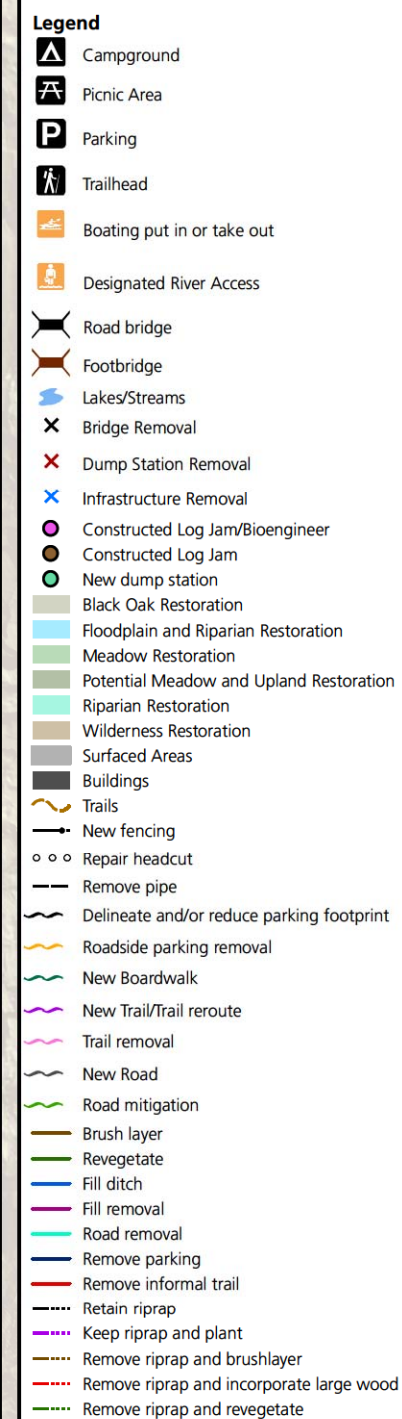 Legend
Campground
Picnic Area
P Parking
Trailhead
Boating put in or take out
Designated River Access
Road bridge
Footbridge
Lakes/Streams
Bridge Removal
Dump Station Removal
Infrastructure Removal
Constructed Log Jam/Bioengineer
Constructed Log Jam
New dump station
Black Oak Restoration
Floodplain and Riparian Restoration
Meadow Restoration
Potential Meadow and Upland Restoration
Riparian Restoration
Wilderness Restoration
Surfaced Areas
Buildings
Trails
New fencing
Repair headcut
Remove pipe
Delineate and/or reduce parking footprint
Roadside parking removal
New Boardwalk
New Trail/Trail reroute
Trail removal
New Road
Road mitigation
Brush layer
Revegetate
Fill ditch
Fill removal
Road removal
Remove parking
Remove informal trail
Retain riprap
Keep riprap and plant
Remove riprap and brushlayer
Remove riprap and incorporate large wood
Remove riprap and revegetate